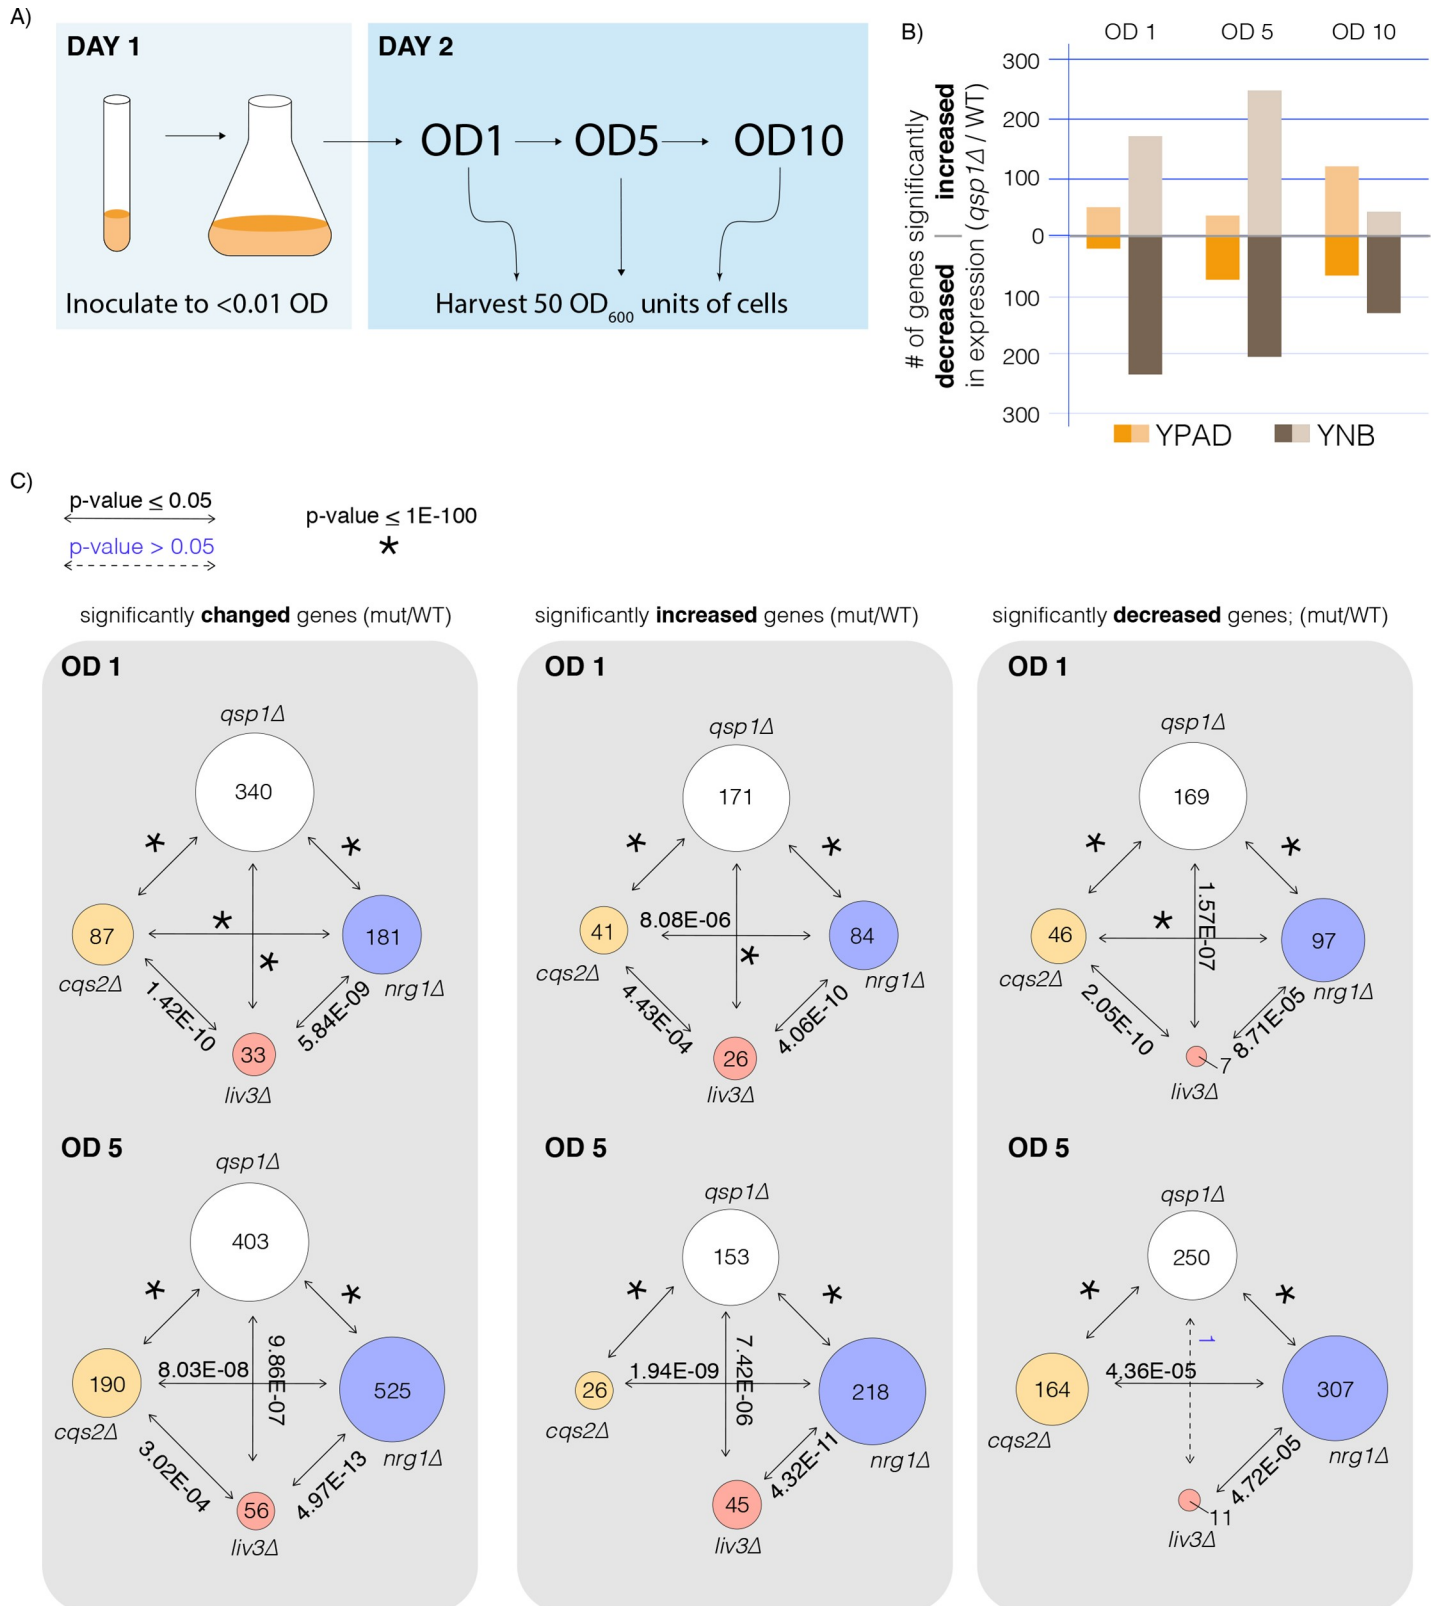 A)
DAY 1
DAY 2
OD1
OD5
OD10
Inoculate to <0.01 OD
Harvest 50 OD600 units of cells
B)
OD 1
OD 5
OD 10
# of genes significantly
decreased increased
in expression (qsp1Δ / WT)
300
200
100
0
100
200
300
YPAD
YNB
C)
p-value ≤ 0.05
p-value > 0.05
p-value ≤ 1E-100
*
significantly changed genes (mut/WT)
OD 1
qsp1Δ
340
*
*
87
*
181
cqs2Δ
*
nrg1Δ
1.42E-10
5.84E-09
33
liv3Δ
OD 5
qsp1Δ
403
*
*
190
8.03E-08
9.86E-07
525
cqs2Δ
nrg1Δ
3.02E-04
4.97E-13
56
liv3Δ
significantly increased genes (mut/WT)
OD 1
qsp1Δ
171
*
*
41
8.08E-06
84
cqs2Δ
*
nrg1Δ
4.43E-04
4.06E-10
26
liv3Δ
OD 5
qsp1Δ
153
*
*
26
1.94E-09
7.42E-06
218
cqs2Δ
nrg1Δ
4.32E-11
45
liv3Δ
significantly decreased genes; (mut/WT)
OD 1
qsp1Δ
169
*
*
46
*
1.57E-07
97
cqs2Δ
nrg1Δ
2.05E-10
8.71E-05
7
liv3Δ
OD 5
qsp1Δ
250
*
*
1
164
4,36E-05
307
cqs2Δ
nrg1Δ
4.72E-05
11
liv3Δ